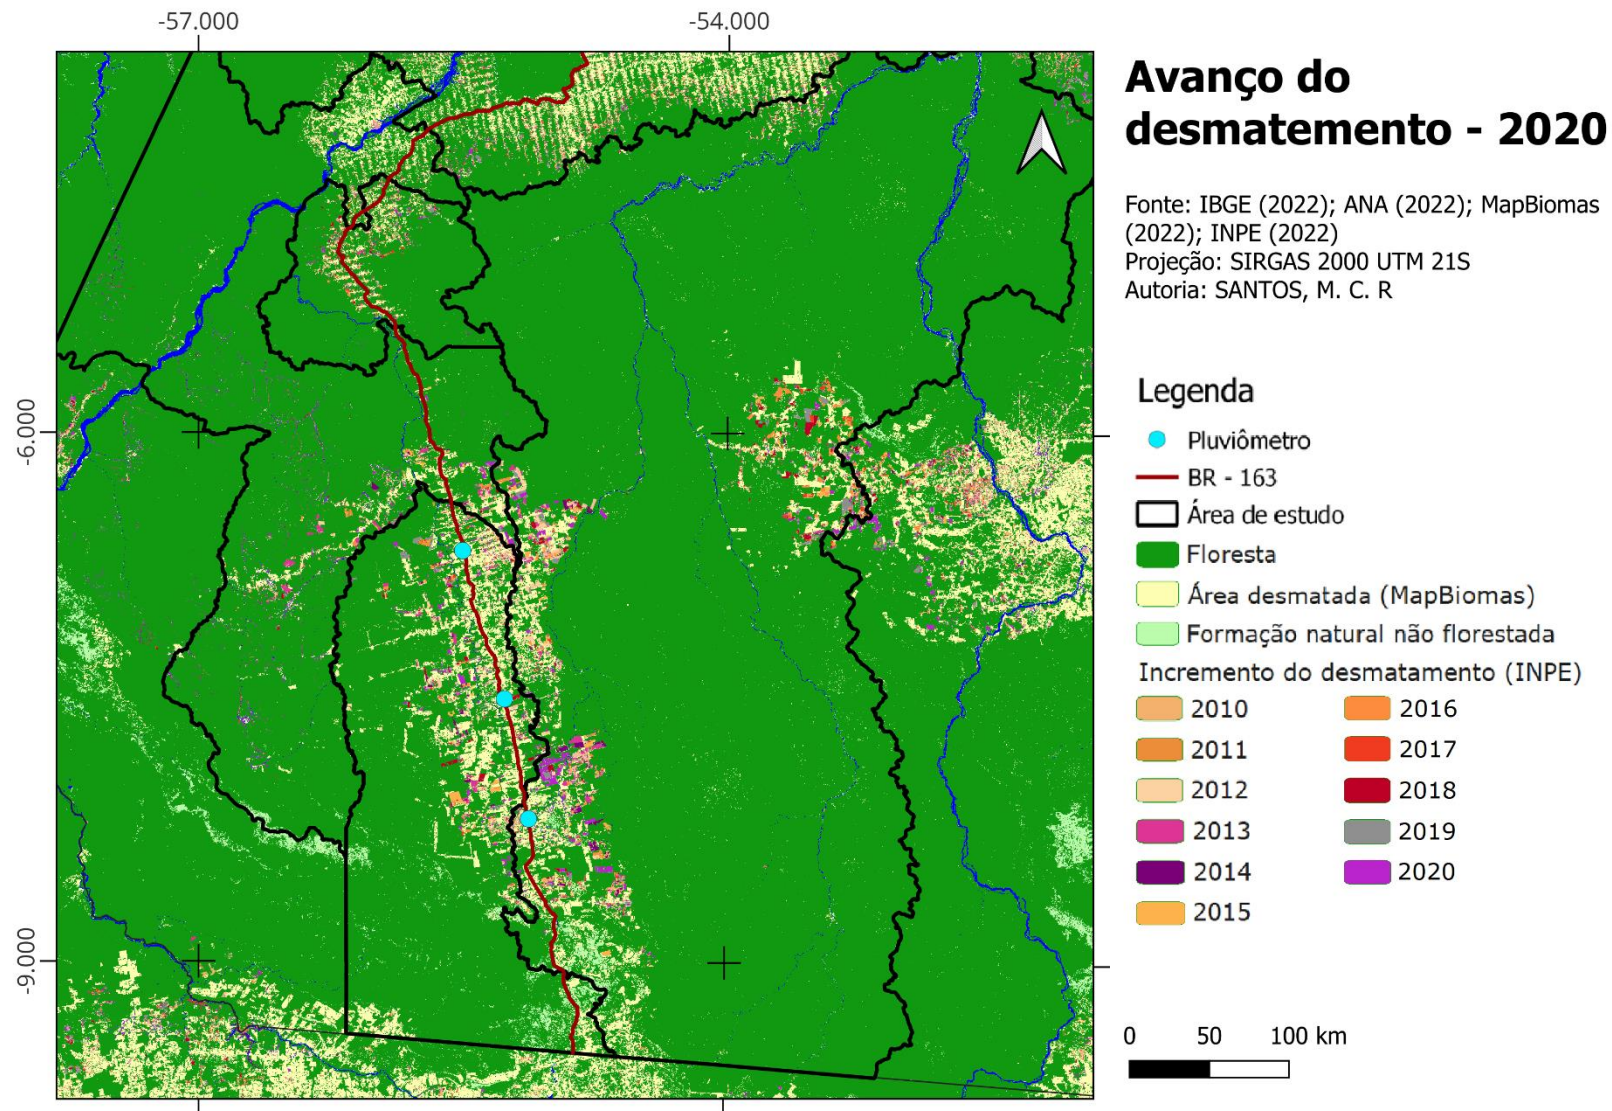 -57.000
-54.000
-6.000
-9.000
Avanço do
desmatemento - 2020
Fonte: IBGE (2022); ANA (2022); MapBiomas
(2022); INPE (2022)
Projeção: SIRGAS 2000 UTM 21S
Autoria: SANTOS, M. C. R
Legenda
Pluviômetro
BR - 163
Área de estudo
Floresta
Área desmatada (MapBiomas)
Formação natural não florestada
Incremento do desmatamento (INPE)
2010
2011
2012
2013
2014
2015
2016
2017
2018
2019
2020
0 50 100 km